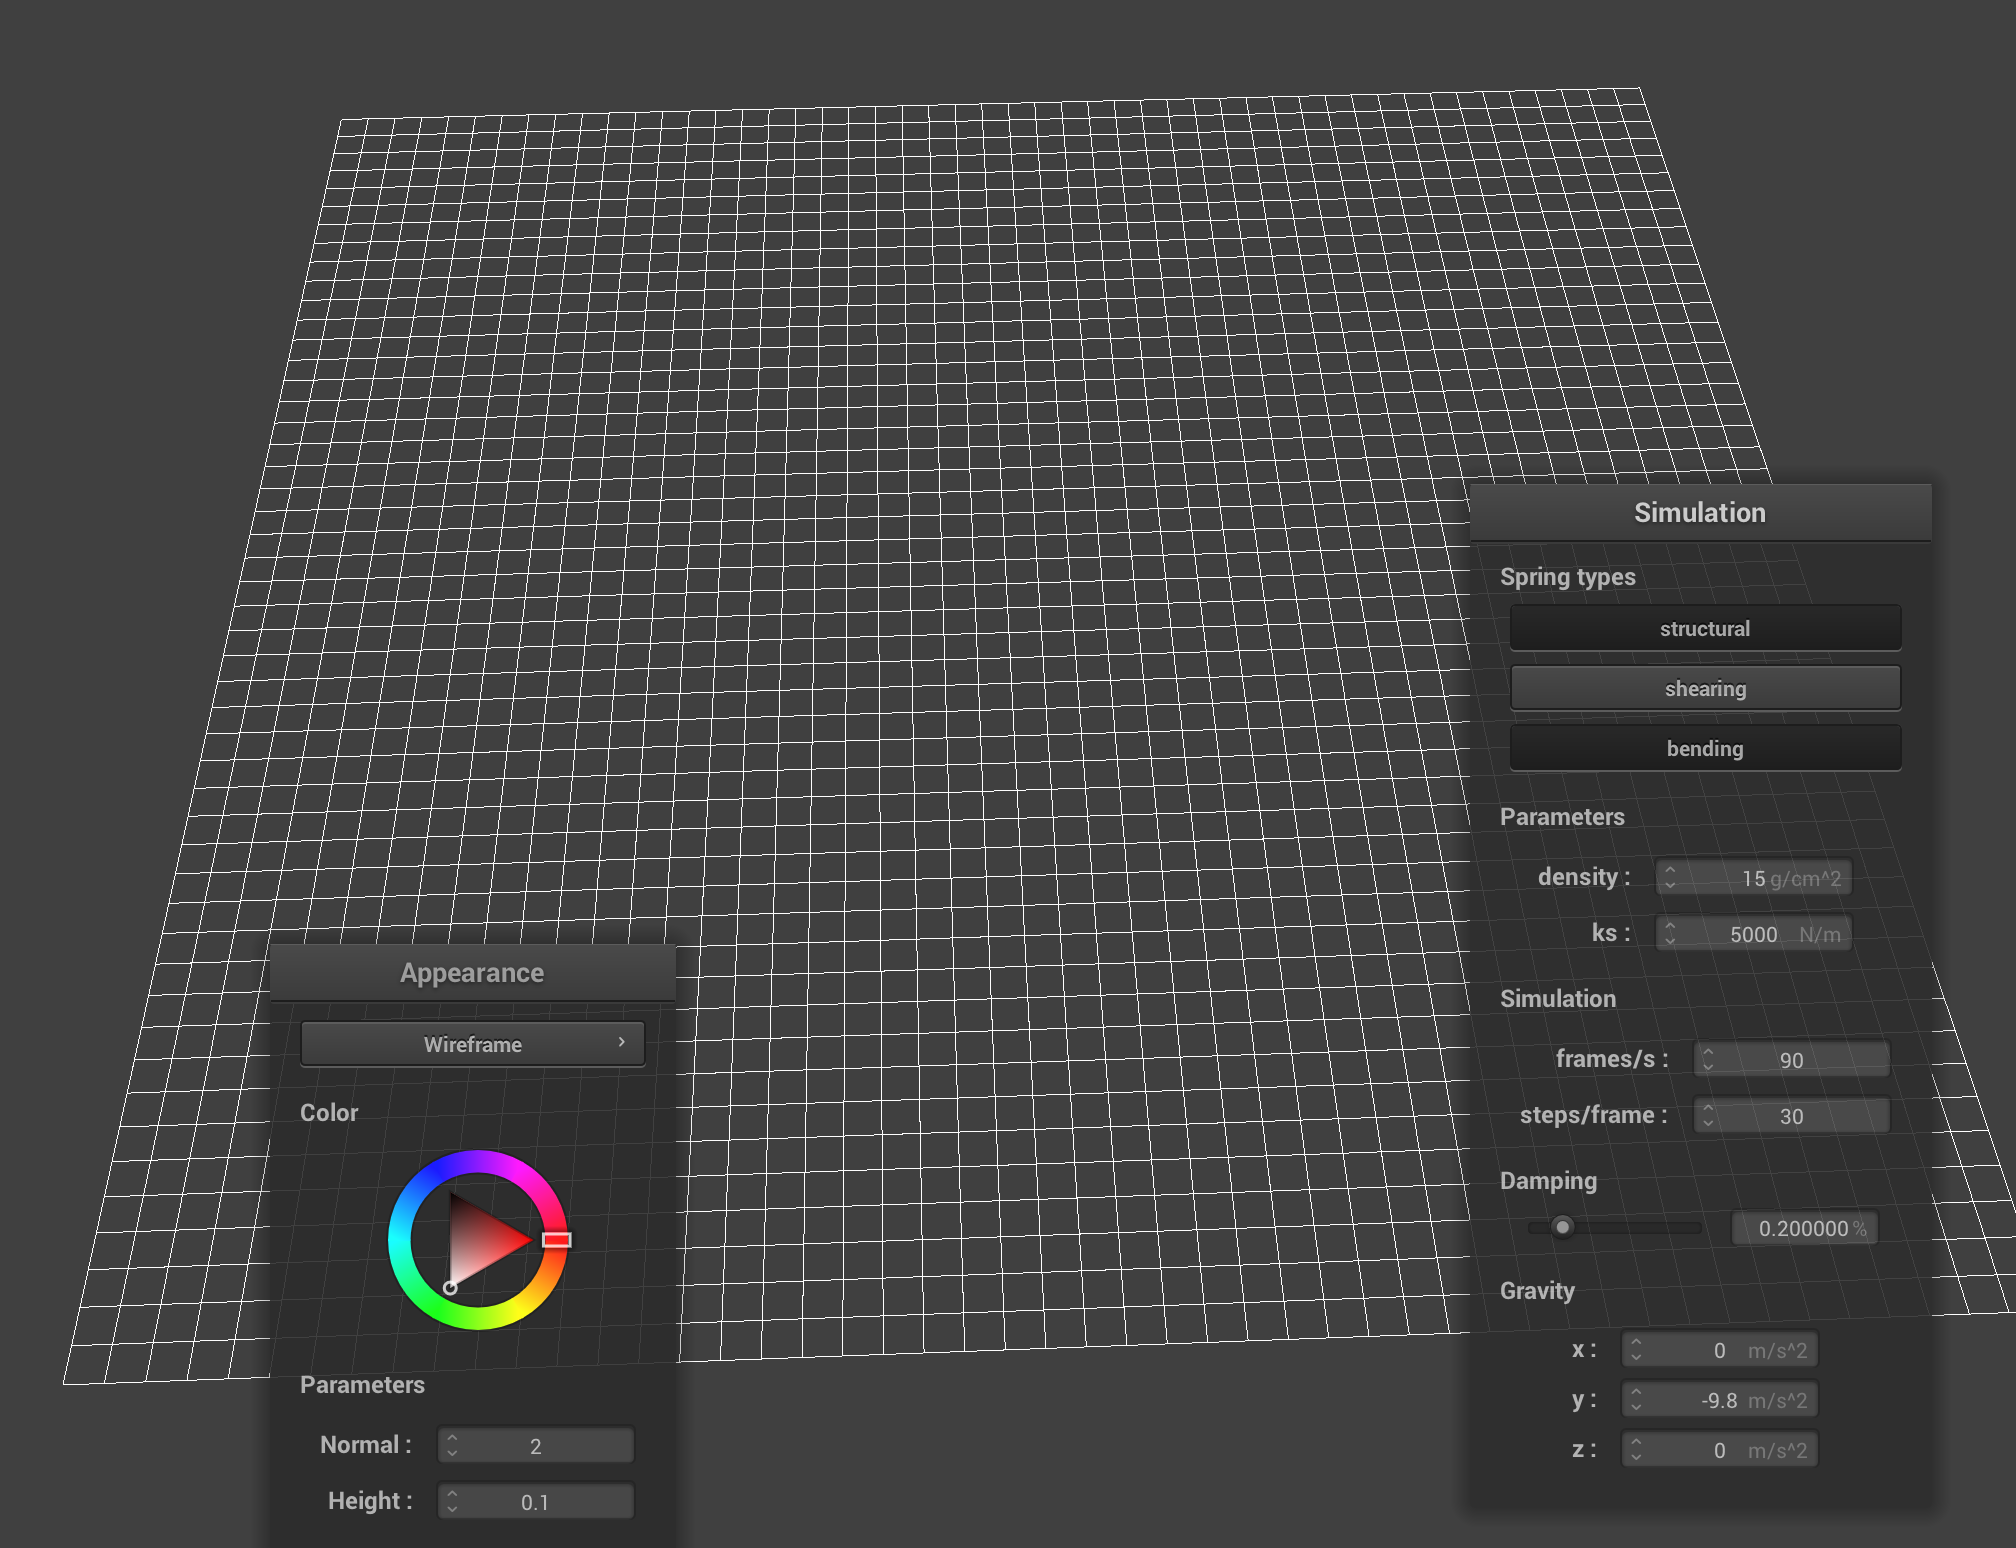 Simulation
Spring types
structural
shearing
bending
Parameters
density : 15 g/cm^2
ks : 5000 N/m
Simulation
frames/s : 90
steps/frame : 30
Damping
0.200000 %
Gravity
x : 0 m/s^2
y : -9.8 m/s^2
z : 0 m/s^2
Appearance
Wireframe ›
Color
Parameters
Normal : 2
Height : 0.1